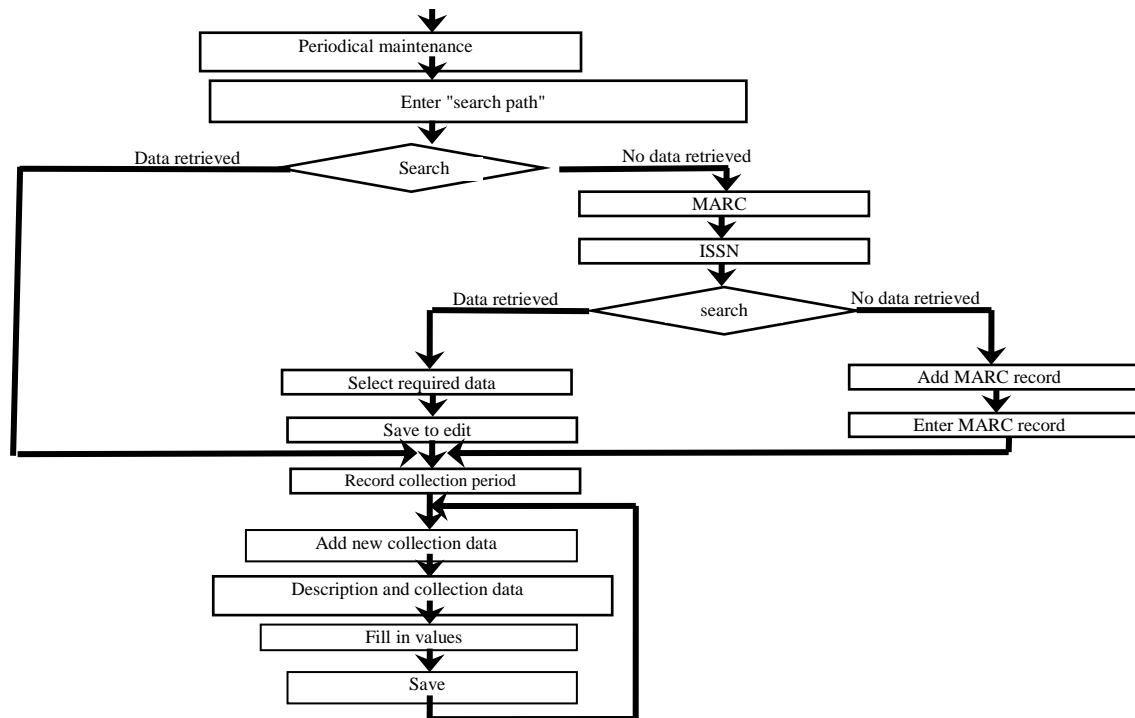 Periodical maintenance
Enter "search path"
Data retrieved
Search
No data retrieved
MARC
ISSN
Data retrieved
search
No data retrieved
Select required data
Add MARC record
Save to edit
Enter MARC record
Record collection period
Add new collection data
Description and collection data
Fill in values
Save